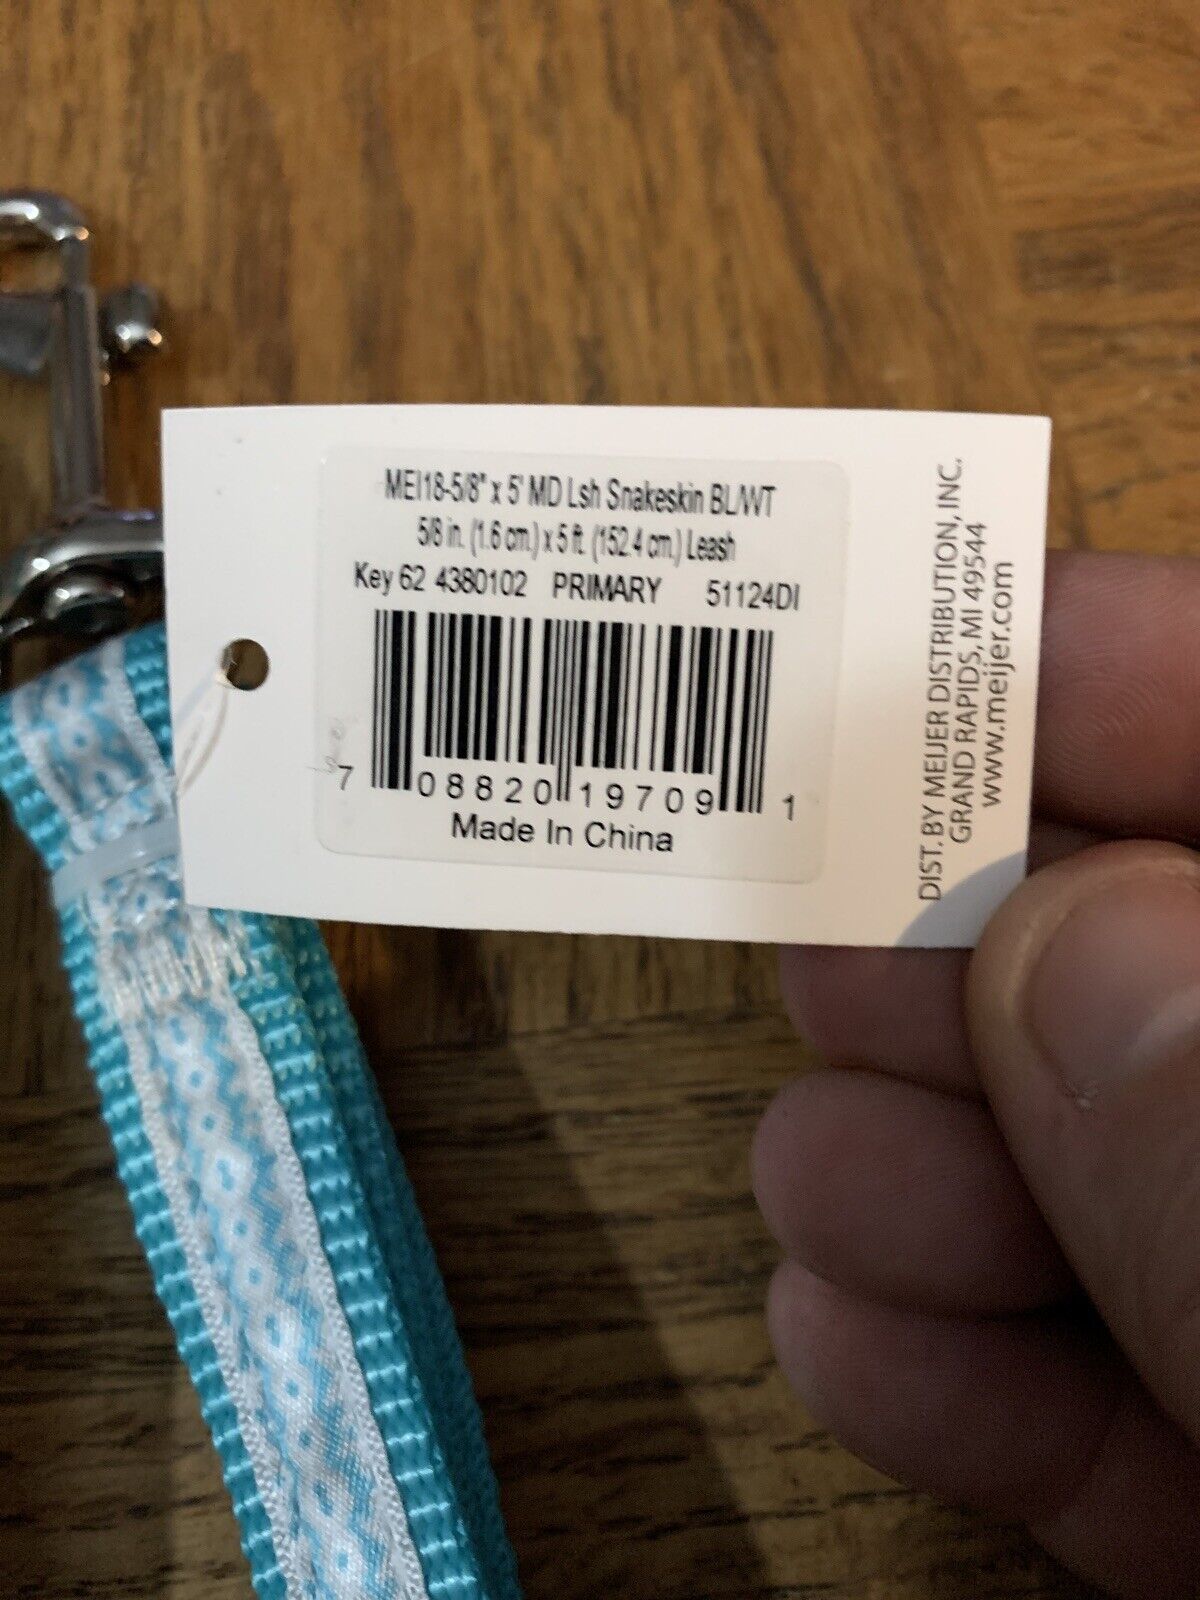 MEI18-5/8" x 5' MD Lsh Snakeskin BL/WT
5/8 in. (1.6 cm.) x 5 ft. (152.4 cm.) Leash
Key 62 4380102 PRIMARY 51124DI
7 08820 19709 1
Made In China
DIST. BY MEIJER DISTRIBUTION, INC.
GRAND RAPIDS, MI 49544
www.meijer.com